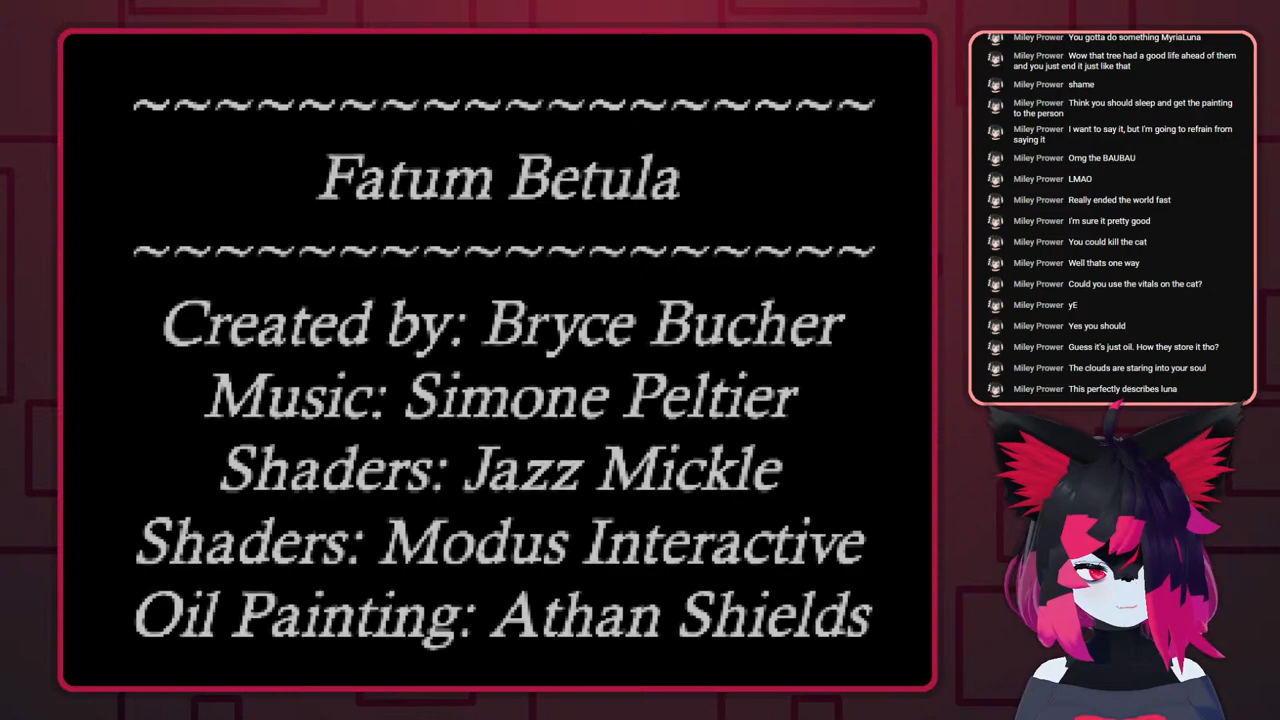 ~~~~~~~~~~~~~~~~~~
Fatum Betula
~~~~~~~~~~~~~~~~~~
Created by: Bryce Bucher
Music: Simone Peltier
Shaders: Jazz Mickle
Shaders: Modus Interactive
Oil Painting: Athan Shields
Miley Prower You gotta do something MyriaLuna
Miley Prower Wow that tree had a good life ahead of them
and you just end it just like that
Miley Prower shame
Miley Prower Think you should sleep and get the painting
to the person
Miley Prower I want to say it, but I'm going to refrain from
saying it
Miley Prower Omg the BAUBAU
Miley Prower LMAO
Miley Prower Really ended the world fast
Miley Prower I'm sure it pretty good
Miley Prower You could kill the cat
Miley Prower Well thats one way
Miley Prower Could you use the vitals on the cat?
Miley Prower yE
Miley Prower Yes you should
Miley Prower Guess it's just oil. How they store it tho?
Miley Prower The clouds are staring into your soul
Miley Prower This perfectly describes luna